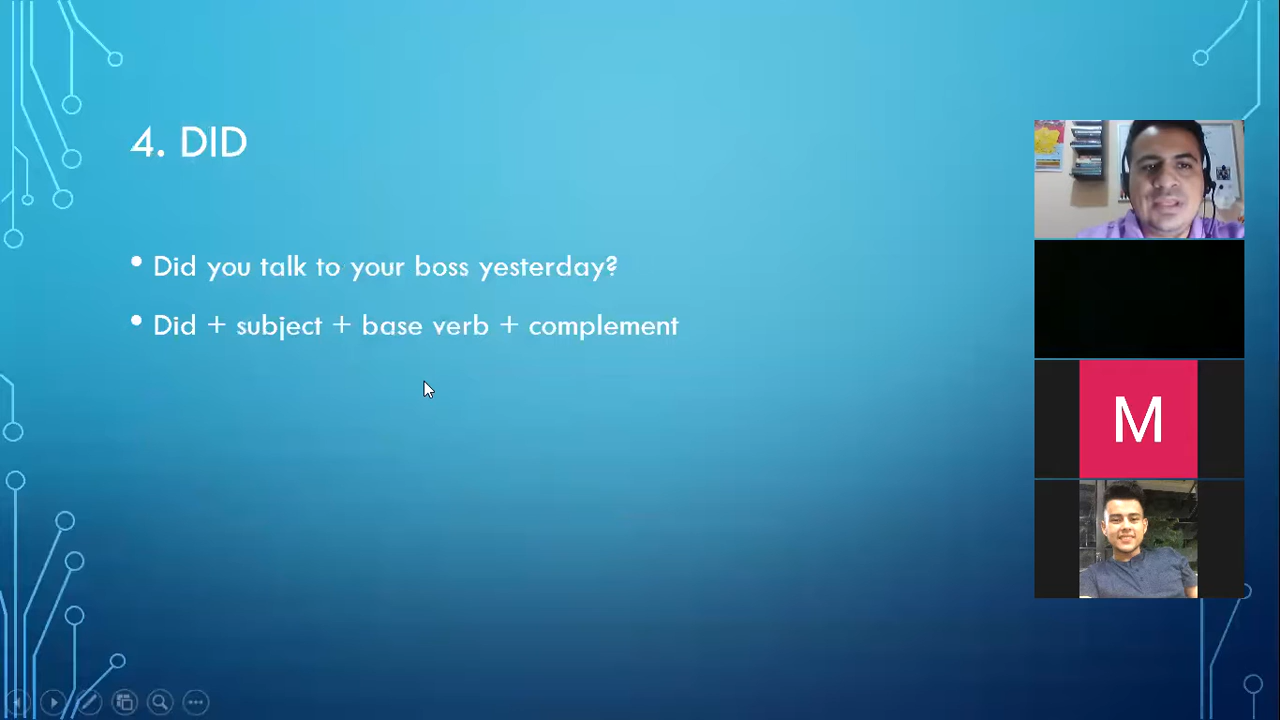 4. DID
• Did you talk to your boss yesterday?
• Did + subject + base verb + complement
M